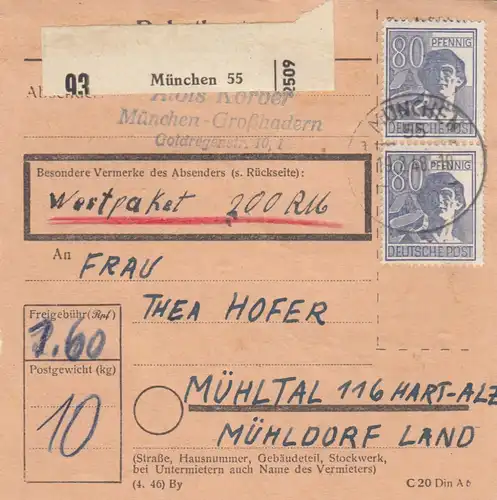 93 München 55 2509
Alois Körber
München-Großhadern
Goldregenstr. 10, I
80 PFENNIG
DEUTSCHE POST
80 PFENNIG
DEUTSCHE POST
MÜNCHEN
55
Besondere Vermerke des Absenders (s. Rückseite):
Wertpaket 200 RM
An FRAU
THEA HOFER
Freigebühr (Rpf)
1.60
Postgewicht (kg)
10
MÜHLTAL 116 HART-ALZ
MÜHLDORF LAND
(Straße, Hausnummer, Gebäudeteil, Stockwerk,
bei Untermietern auch Name des Vermieters)
(4. 46) By
C 20 Din A 6